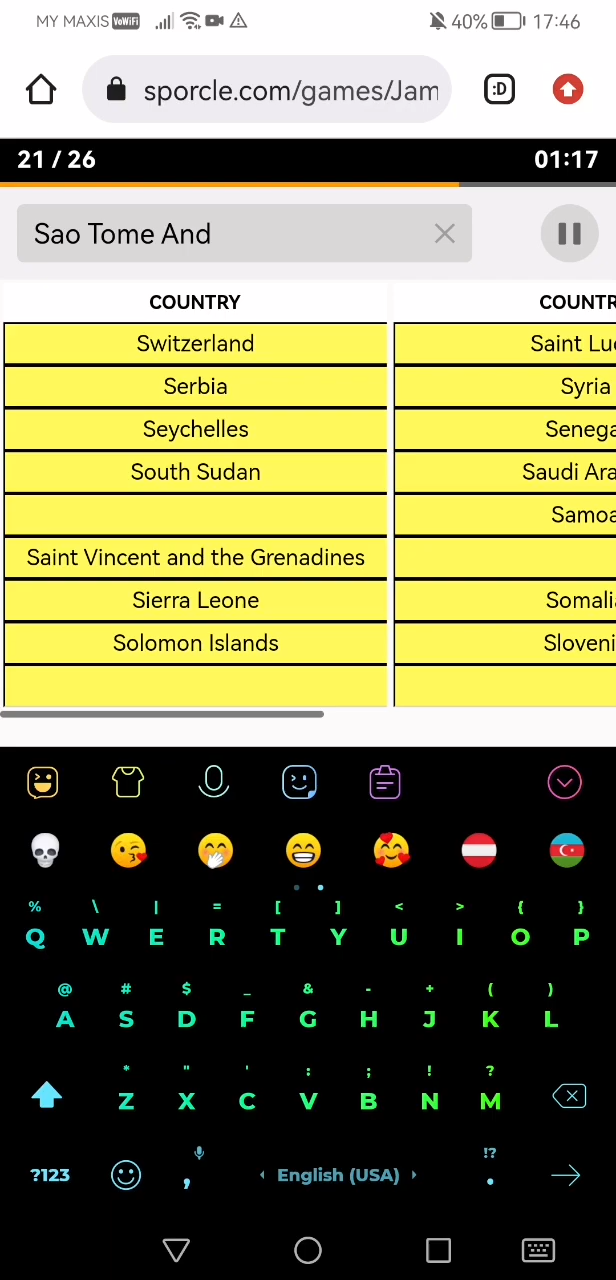 MY MAXIS VoWiFi 40% 17:46
sporcle.com/games/Jam :D
21 / 26 01:17
Sao Tome And
COUNTRY COUNTR
Switzerland Saint Lu
Serbia Syria
Seychelles Senega
South Sudan Saudi Ara
Samoa
Saint Vincent and the Grenadines
Sierra Leone Somali
Solomon Islands Sloveni
% \ | = [ ] < > { }
Q W E R T Y U I O P
@ # $ _ & - + ( )
A S D F G H J K L
* " ' : ; ! ?
Z X C V B N M
!?
?123 , English (USA) .